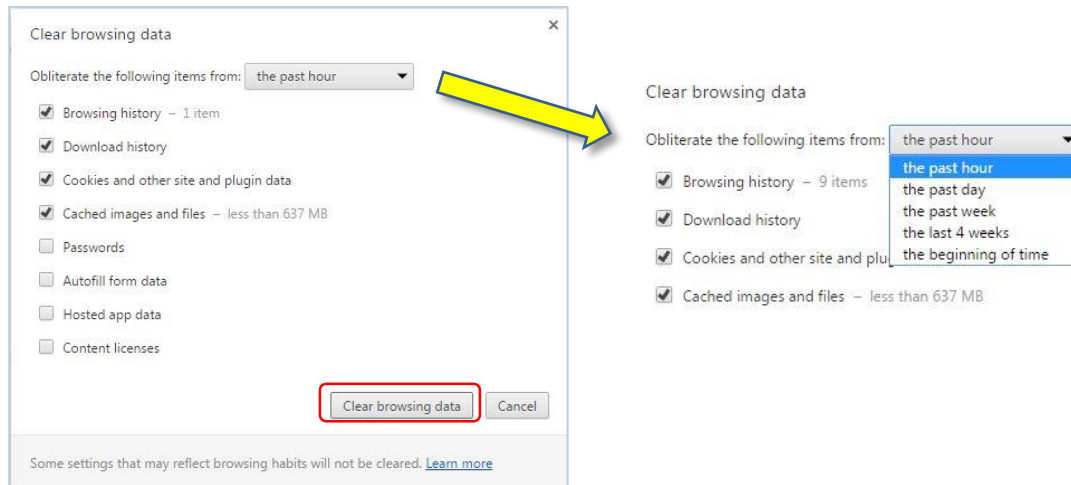 Clear browsing data
×
Obliterate the following items from: the past hour
Browsing history – 1 item
Download history
Cookies and other site and plugin data
Cached images and files – less than 637 MB
Passwords
Autofill form data
Hosted app data
Content licenses
Clear browsing data Cancel
Some settings that may reflect browsing habits will not be cleared. Learn more
Clear browsing data
Obliterate the following items from: the past hour
the past hour
the past day
the past week
the last 4 weeks
the beginning of time
Browsing history – 9 items
Download history
Cookies and other site and plu
Cached images and files – less than 637 MB